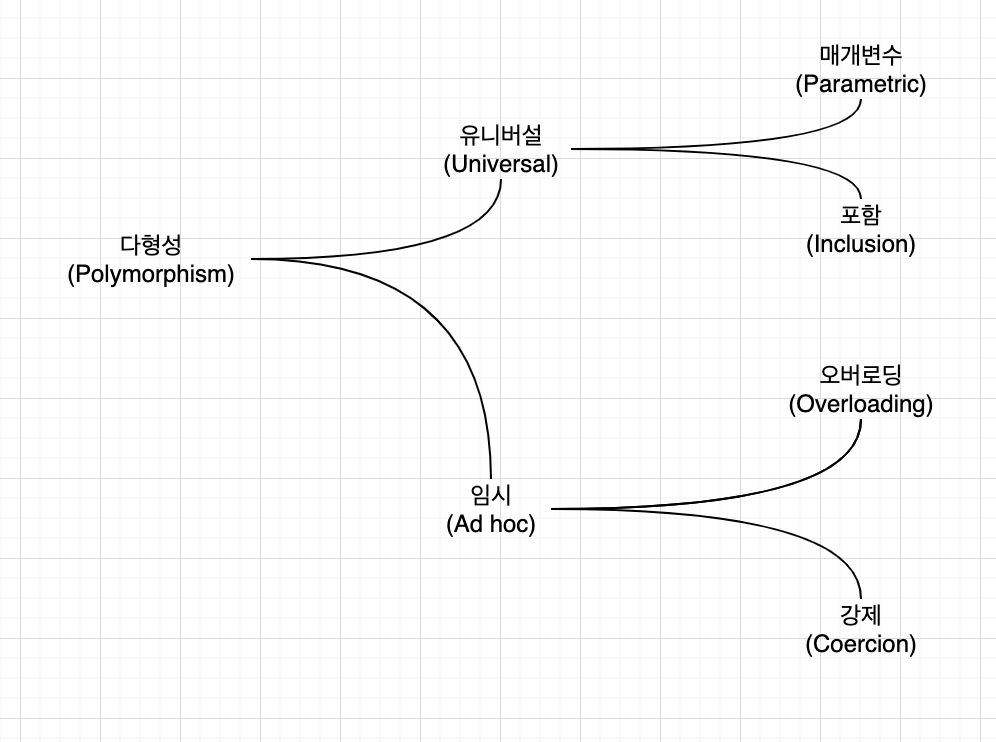 다형성
(Polymorphism)
유니버설
(Universal)
매개변수
(Parametric)
포함
(Inclusion)
임시
(Ad hoc)
오버로딩
(Overloading)
강제
(Coercion)